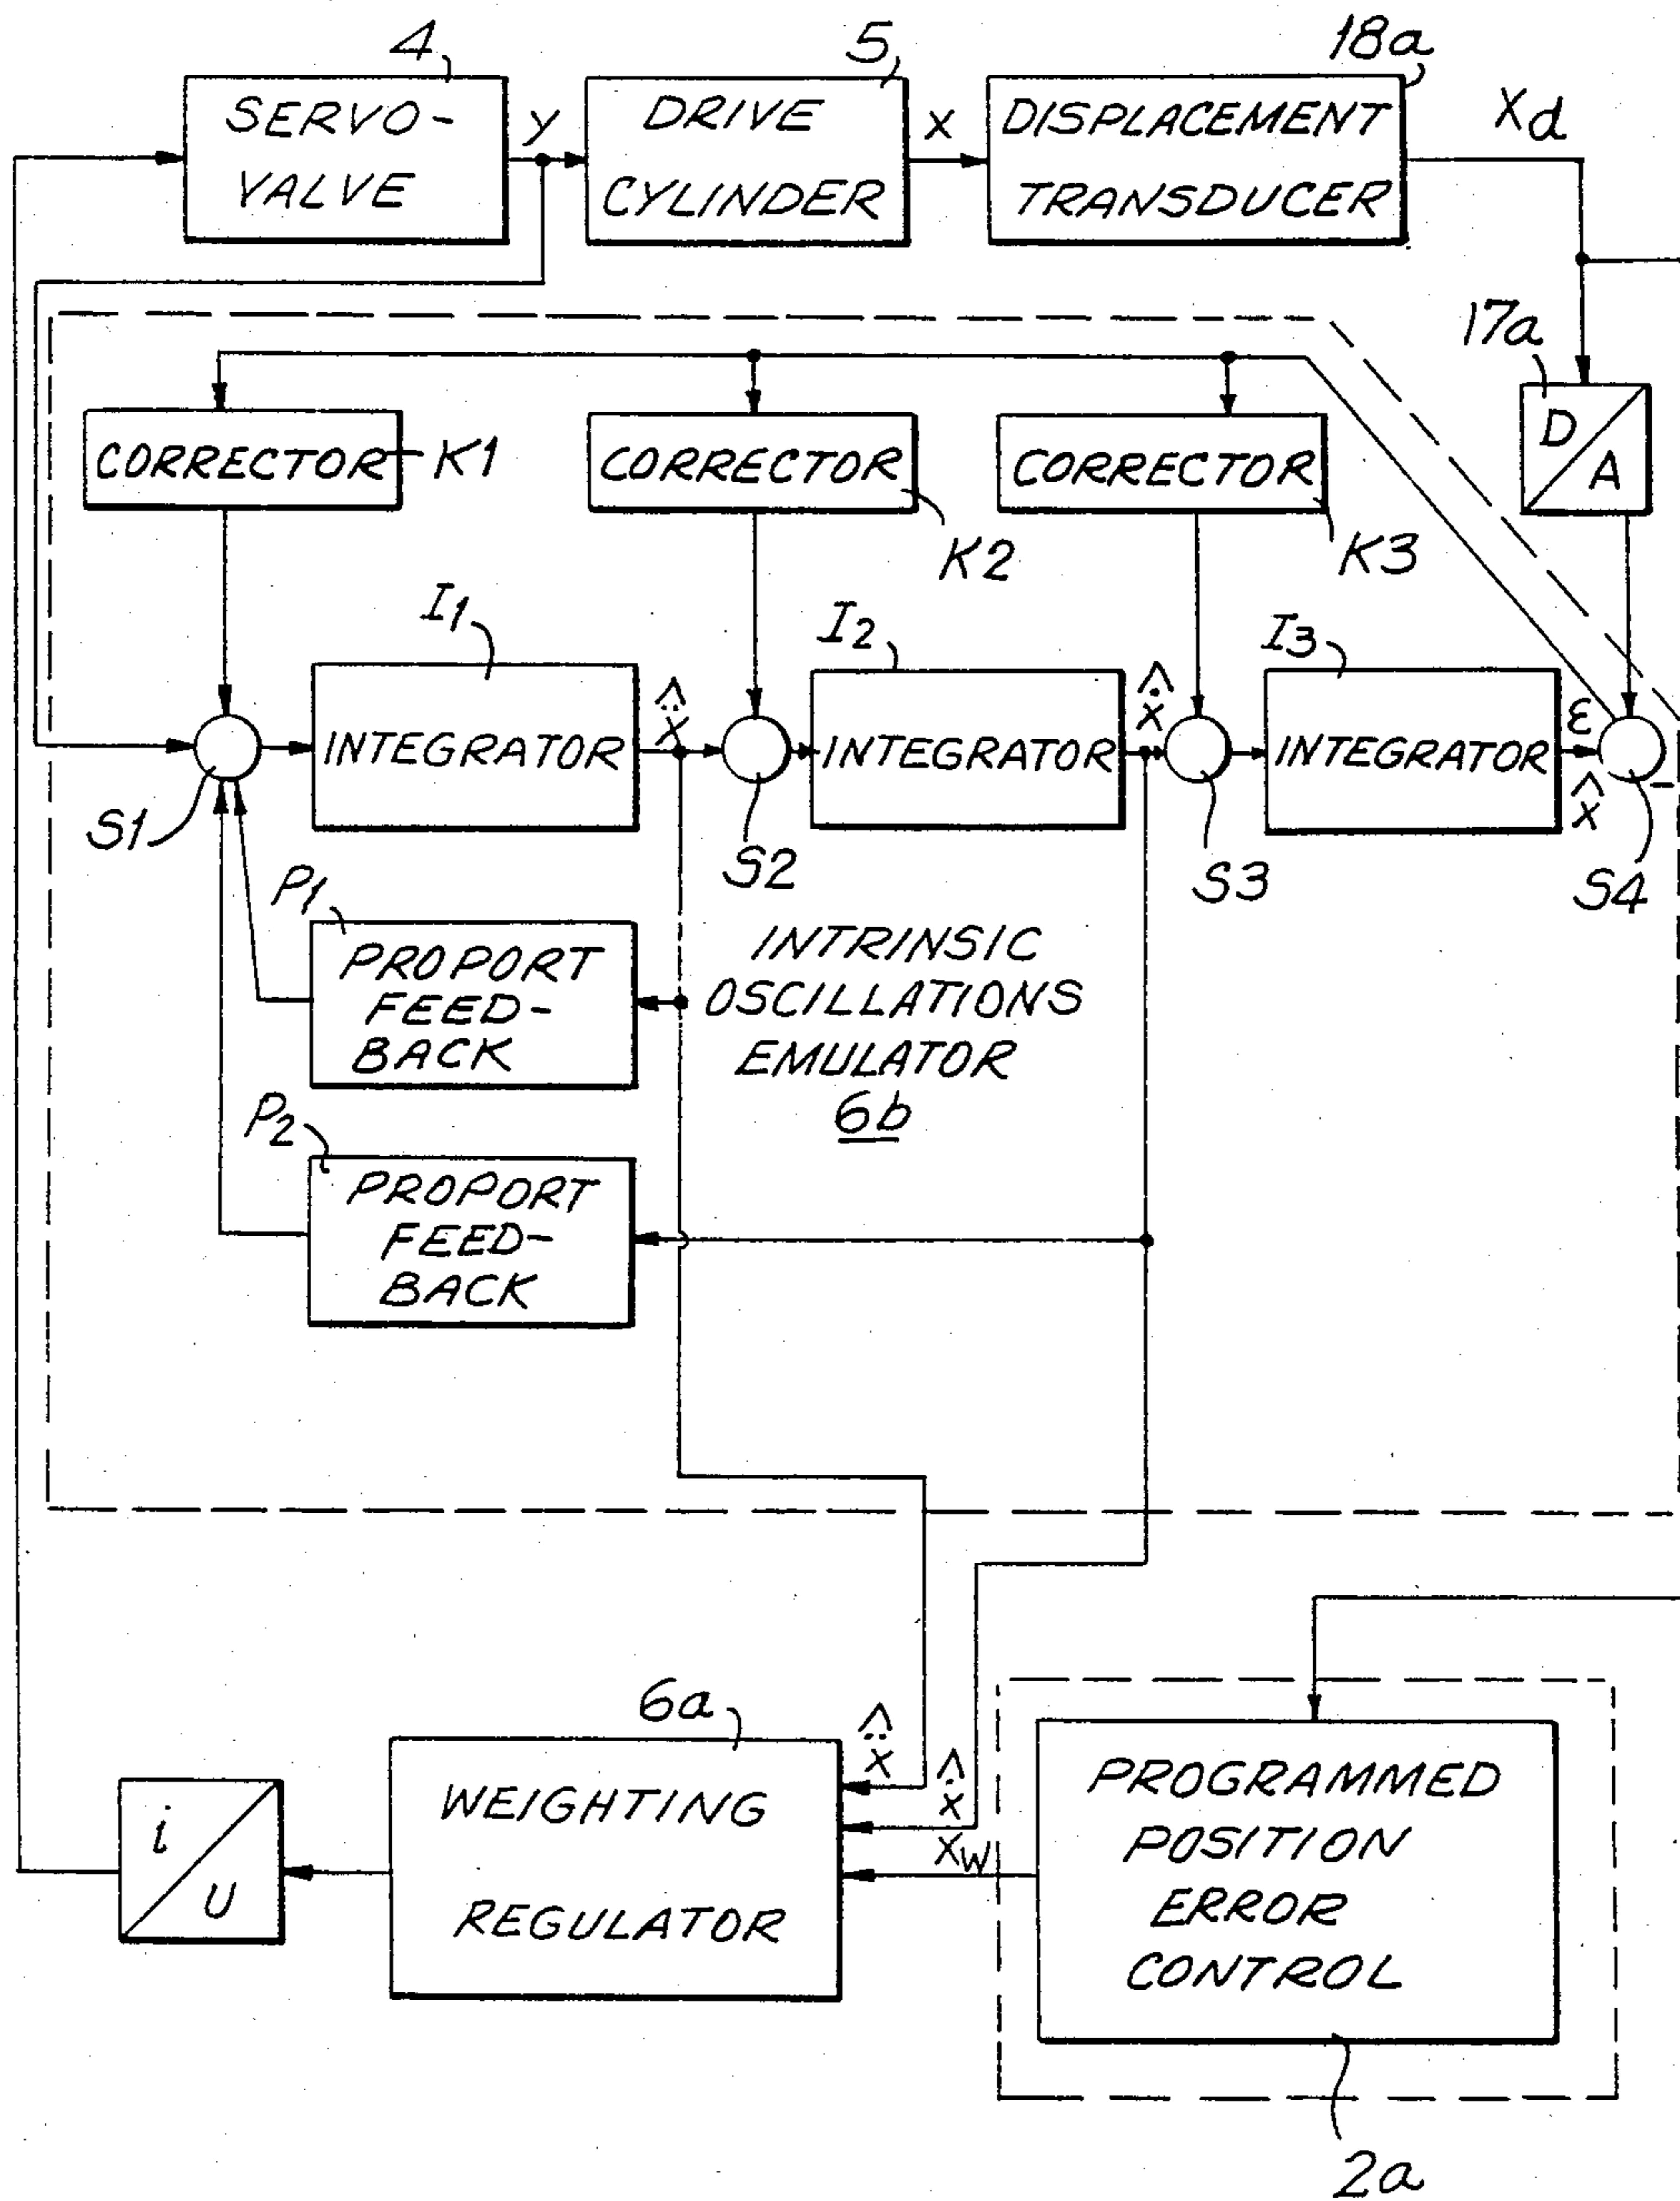 4
5
18a
SERVO-
VALVE
y
DRIVE
CYLINDER
x
DISPLACEMENT
TRANSDUCER
Xd
17a
D
A
CORRECTOR
K1
CORRECTOR
K2
CORRECTOR
K3
I1
I2
I3
INTEGRATOR
ẍ̂
INTEGRATOR
ẋ̂
INTEGRATOR
ε
x̂
-
S1
S2
S3
S4
P1
PROPORT
FEED-
BACK
INTRINSIC
OSCILLATIONS
EMULATOR
6b
P2
PROPORT
FEED-
BACK
6a
ẍ̂
ẋ̂
xW
i
U
WEIGHTING
REGULATOR
PROGRAMMED
POSITION
ERROR
CONTROL
2a